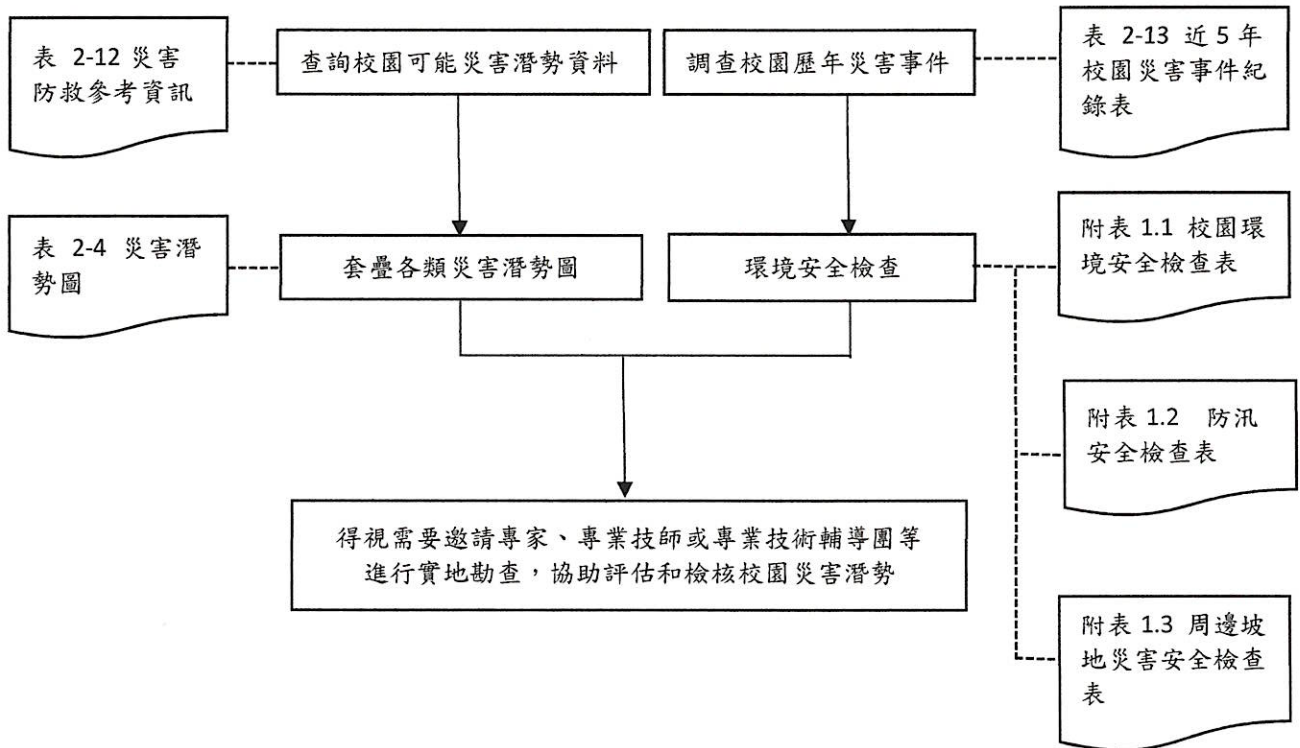 表 2-12 災害
防救參考資訊
查詢校園可能災害潛勢資料
調查校園歷年災害事件
表 2-13 近 5 年
校園災害事件紀
錄表
表 2-4 災害潛
勢圖
套疊各類災害潛勢圖
環境安全檢查
附表 1.1 校園環
境安全檢查表
附表 1.2 防汛
安全檢查表
得視需要邀請專家、專業技師或專業技術輔導團等
進行實地勘查,協助評估和檢核校園災害潛勢
附表 1.3 周邊坡
地災害安全檢查
表